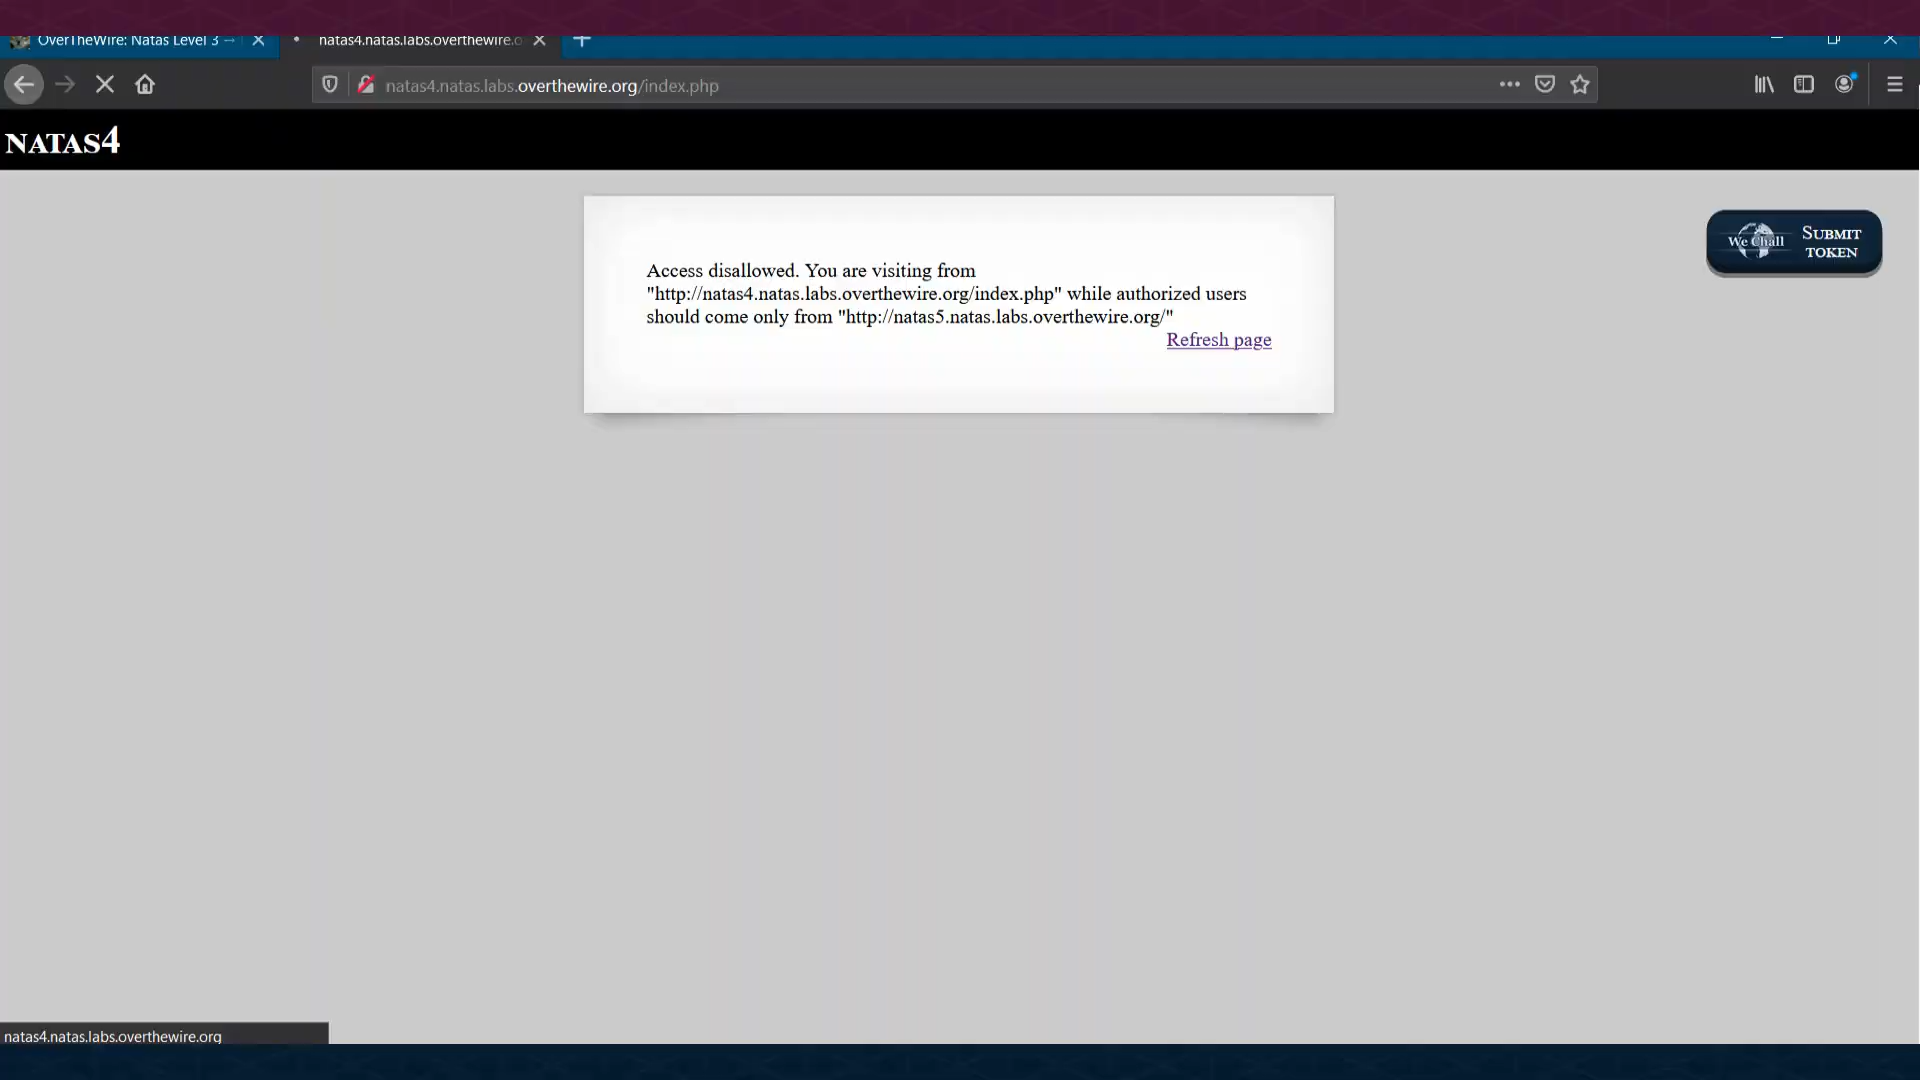 OverTheWire: Natas Level 3 →
natas4.natas.labs.overthewire.o
natas4.natas.labs.overthewire.org/index.php
NATAS4
Access disallowed. You are visiting from
"http://natas4.natas.labs.overthewire.org/index.php" while authorized users
should come only from "http://natas5.natas.labs.overthewire.org/"
Refresh page
We Chall
SUBMIT
TOKEN
natas4.natas.labs.overthewire.org